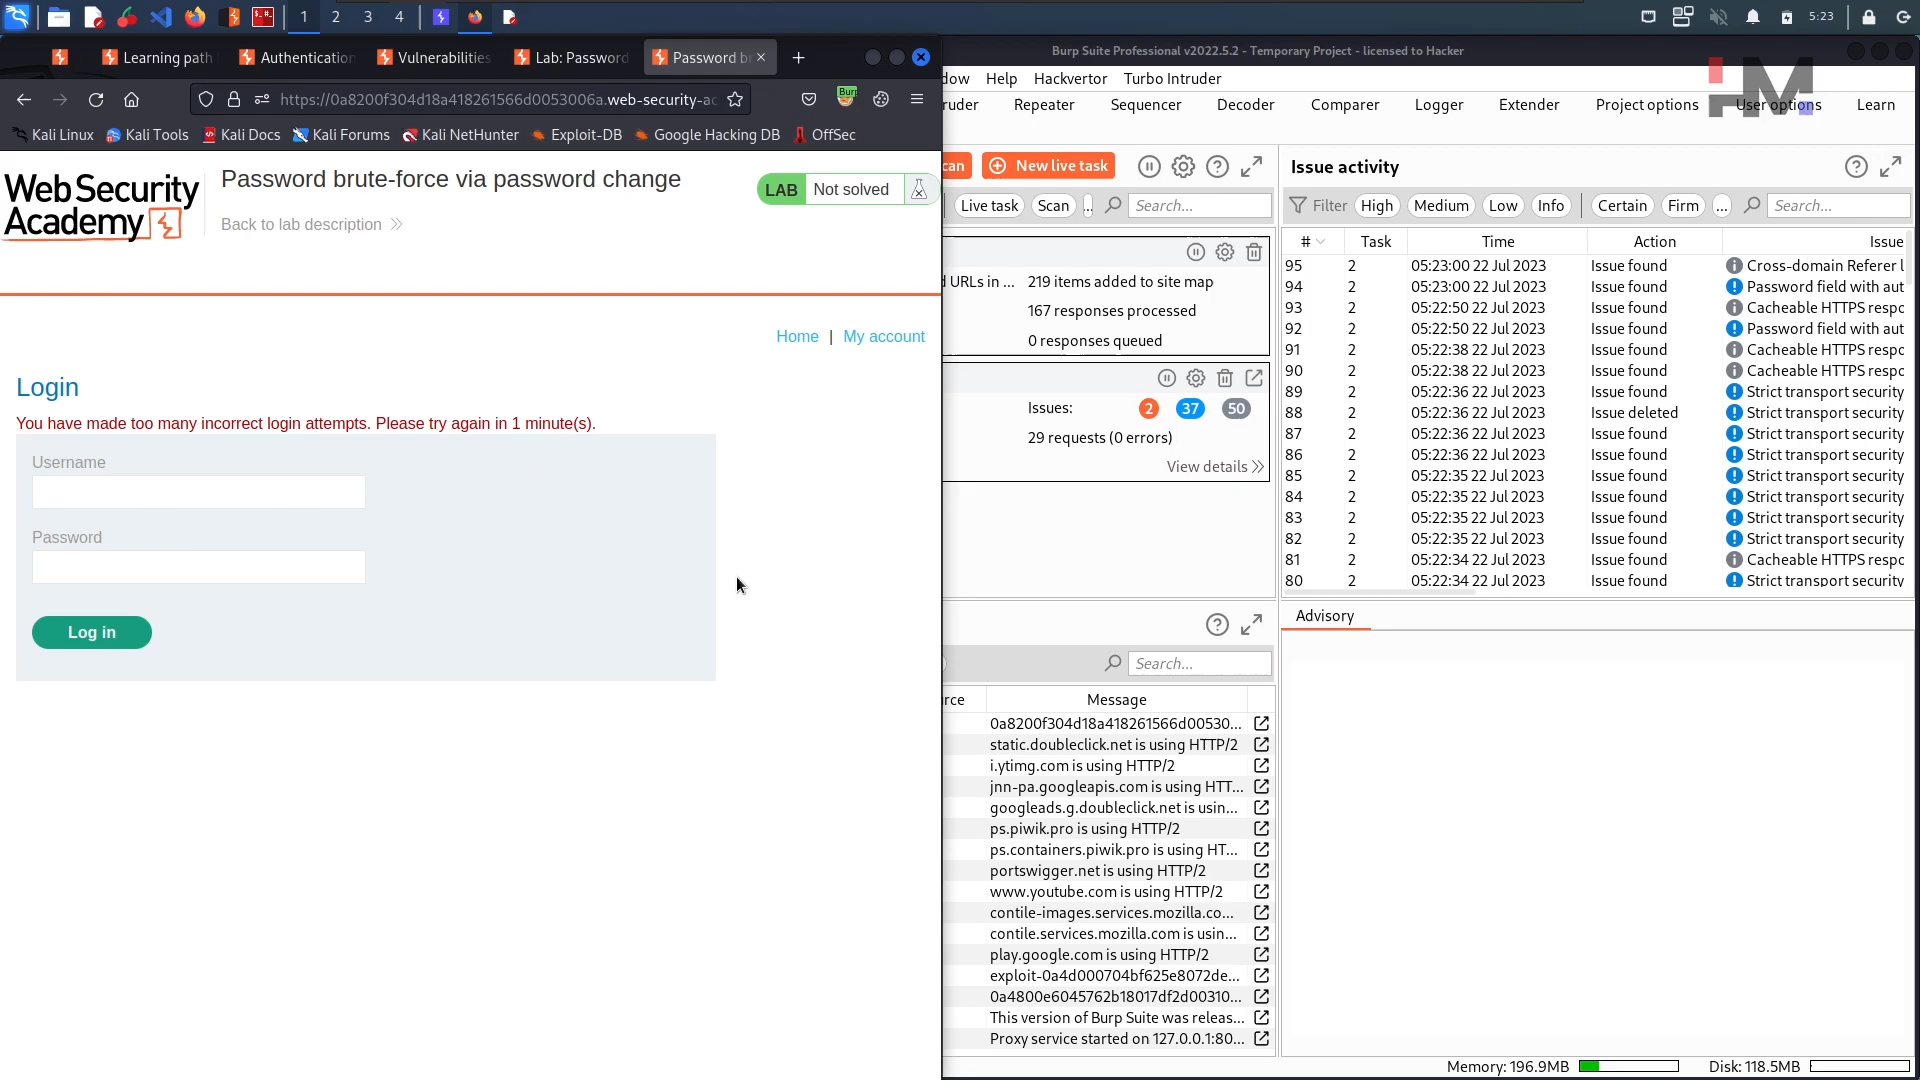 1 2 3 4
5:23
Learning path
Authentication
Vulnerabilities
Lab: Password
Password br
https://0a8200f304d18a418261566d0053006a.web-security-ac
Burp
Kali Linux
Kali Tools
Kali Docs
Kali Forums
Kali NetHunter
Exploit-DB
Google Hacking DB
OffSec
Web Security
Academy
Password brute-force via password change
Back to lab description
LAB Not solved
Home | My account
Login
You have made too many incorrect login attempts. Please try again in 1 minute(s).
Username
Password
Log in
Burp Suite Professional v2022.5.2 - Temporary Project - licensed to Hacker
dow Help Hackvertor Turbo Intruder
ruder Repeater Sequencer Decoder Comparer Logger Extender Project options User options Learn
HM
can New live task
Live task Scan ... Search...
d URLs in ... 219 items added to site map
167 responses processed
0 responses queued
Issues: 2 37 50
29 requests (0 errors)
View details
Search...
rce Message
0a8200f304d18a418261566d00530...
static.doubleclick.net is using HTTP/2
i.ytimg.com is using HTTP/2
jnn-pa.googleapis.com is using HTT...
googleads.g.doubleclick.net is usin...
ps.piwik.pro is using HTTP/2
ps.containers.piwik.pro is using HT...
portswigger.net is using HTTP/2
www.youtube.com is using HTTP/2
contile-images.services.mozilla.co...
contile.services.mozilla.com is usin...
play.google.com is using HTTP/2
exploit-0a4d000704bf625e8072de...
0a4800e6045762b18017df2d00310...
This version of Burp Suite was releas...
Proxy service started on 127.0.0.1:80...
Issue activity
Filter High Medium Low Info Certain Firm ... Search...
# Task Time Action Issue
95 2 05:23:00 22 Jul 2023 Issue found Cross-domain Referer l
94 2 05:23:00 22 Jul 2023 Issue found Password field with aut
93 2 05:22:50 22 Jul 2023 Issue found Cacheable HTTPS respo
92 2 05:22:50 22 Jul 2023 Issue found Password field with aut
91 2 05:22:38 22 Jul 2023 Issue found Cacheable HTTPS respo
90 2 05:22:38 22 Jul 2023 Issue found Cacheable HTTPS respo
89 2 05:22:36 22 Jul 2023 Issue found Strict transport security
88 2 05:22:36 22 Jul 2023 Issue deleted Strict transport security
87 2 05:22:36 22 Jul 2023 Issue found Strict transport security
86 2 05:22:36 22 Jul 2023 Issue found Strict transport security
85 2 05:22:35 22 Jul 2023 Issue found Strict transport security
84 2 05:22:35 22 Jul 2023 Issue found Strict transport security
83 2 05:22:35 22 Jul 2023 Issue found Strict transport security
82 2 05:22:35 22 Jul 2023 Issue found Strict transport security
81 2 05:22:34 22 Jul 2023 Issue found Cacheable HTTPS respo
80 2 05:22:34 22 Jul 2023 Issue found Strict transport security
Advisory
Memory: 196.9MB Disk: 118.5MB